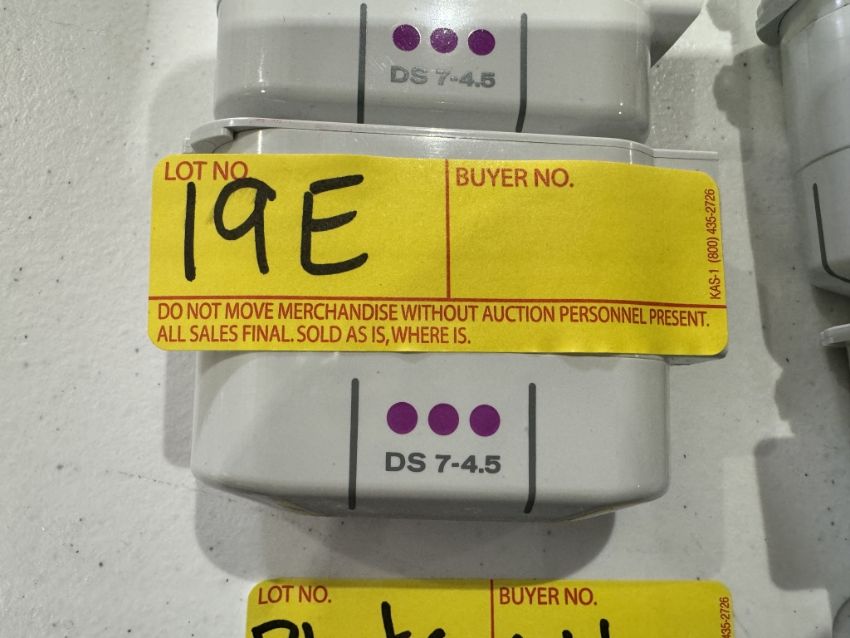 DS 7-4.5
LOT NO.
BUYER NO.
19E
KAS-1 (800) 435-2726
DO NOT MOVE MERCHANDISE WITHOUT AUCTION PERSONNEL PRESENT.
ALL SALES FINAL. SOLD AS IS, WHERE IS.
DS 7-4.5
LOT NO.
BUYER NO.
435-2726